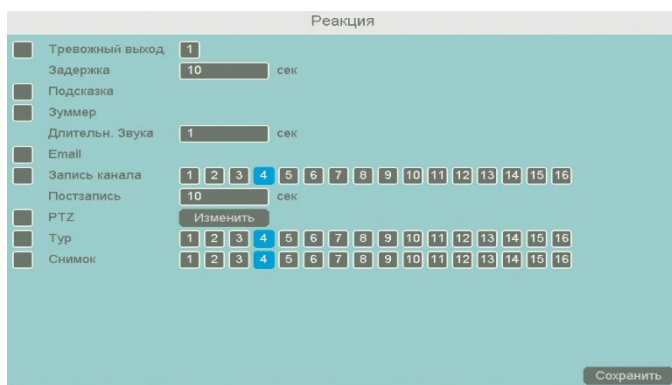 Реакция
Тревожный выход 1
Задержка 10 сек
Подсказка
Зуммер
Длительн. Звука 1 сек
Email
Запись канала 1 2 3 4 5 6 7 8 9 10 11 12 13 14 15 16
Постзапись 10 сек
PTZ Изменить
Тур 1 2 3 4 5 6 7 8 9 10 11 12 13 14 15 16
Снимок 1 2 3 4 5 6 7 8 9 10 11 12 13 14 15 16
Сохранить